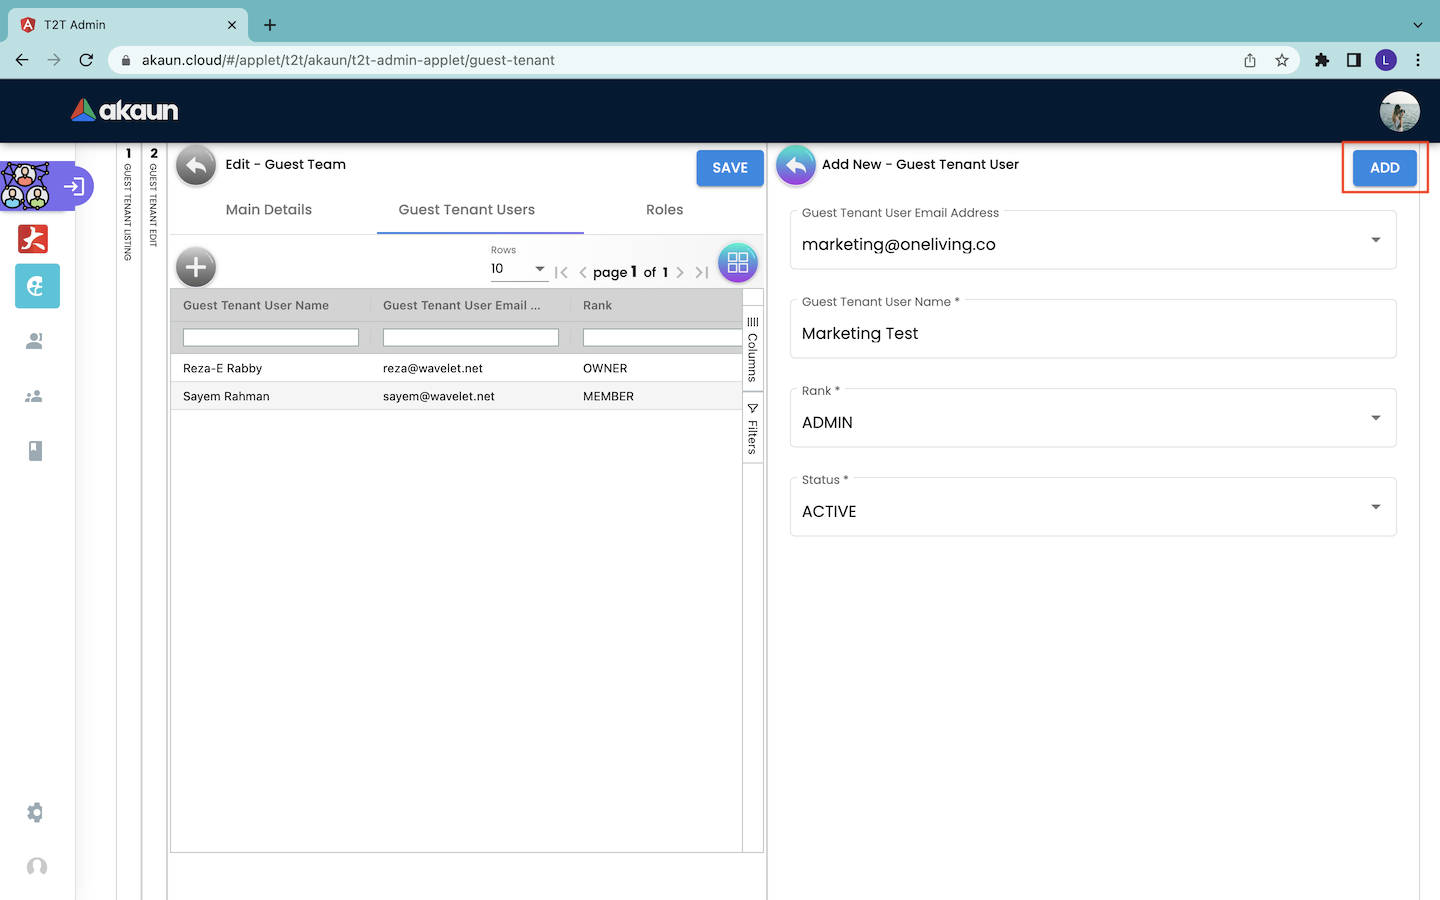 T2T Admin
akaun.cloud/#/applet/t2t/akaun/t2t-admin-applet/guest-tenant
L
akaun
1 GUEST TENANT LISTING
2 GUEST TENANT EDIT
Edit - Guest Team
SAVE
Main Details
Guest Tenant Users
Roles
Rows
10
page 1 of 1
Guest Tenant User Name
Guest Tenant User Email ...
Rank
Reza-E Rabby
reza@wavelet.net
OWNER
Sayem Rahman
sayem@wavelet.net
MEMBER
Columns
Filters
Add New - Guest Tenant User
ADD
Guest Tenant User Email Address
marketing@oneliving.co
Guest Tenant User Name *
Marketing Test
Rank *
ADMIN
Status *
ACTIVE